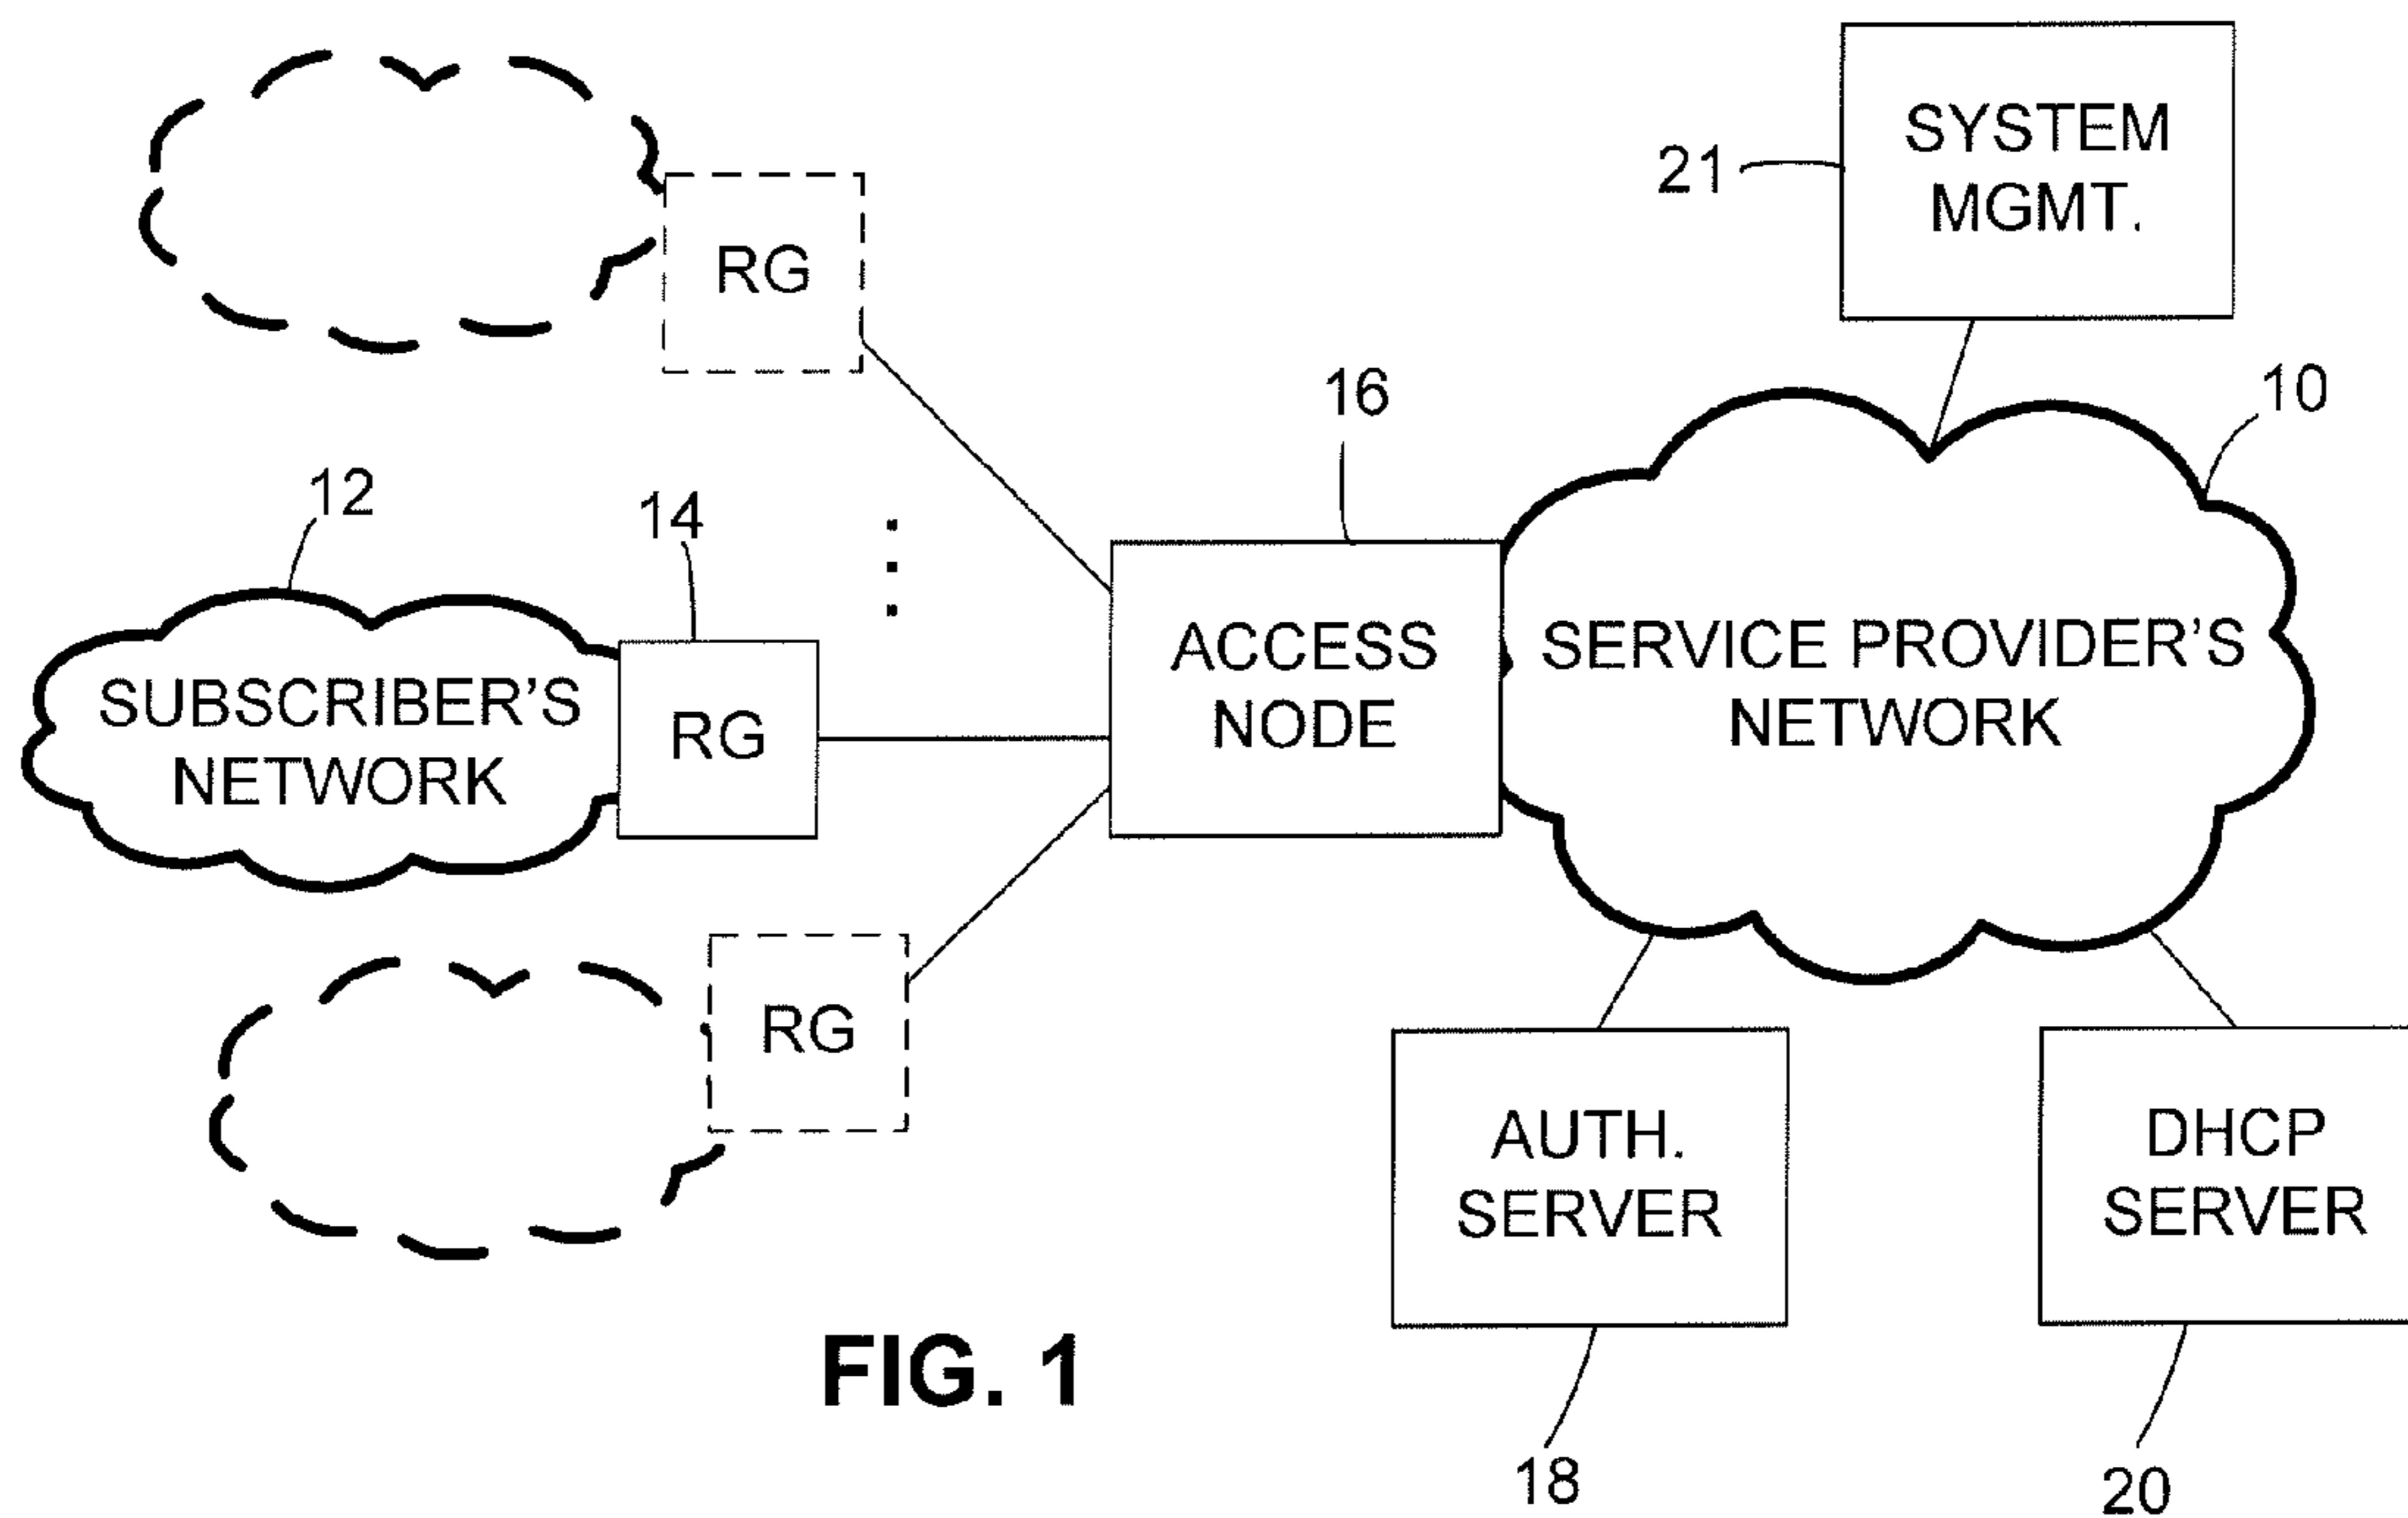 SYSTEM
MGMT.
21
RG
16
10
12
14
ACCESS
NODE
SERVICE PROVIDER'S
NETWORK
SUBSCRIBER'S
NETWORK
RG
RG
AUTH.
SERVER
DHCP
SERVER
FIG. 1
18
20